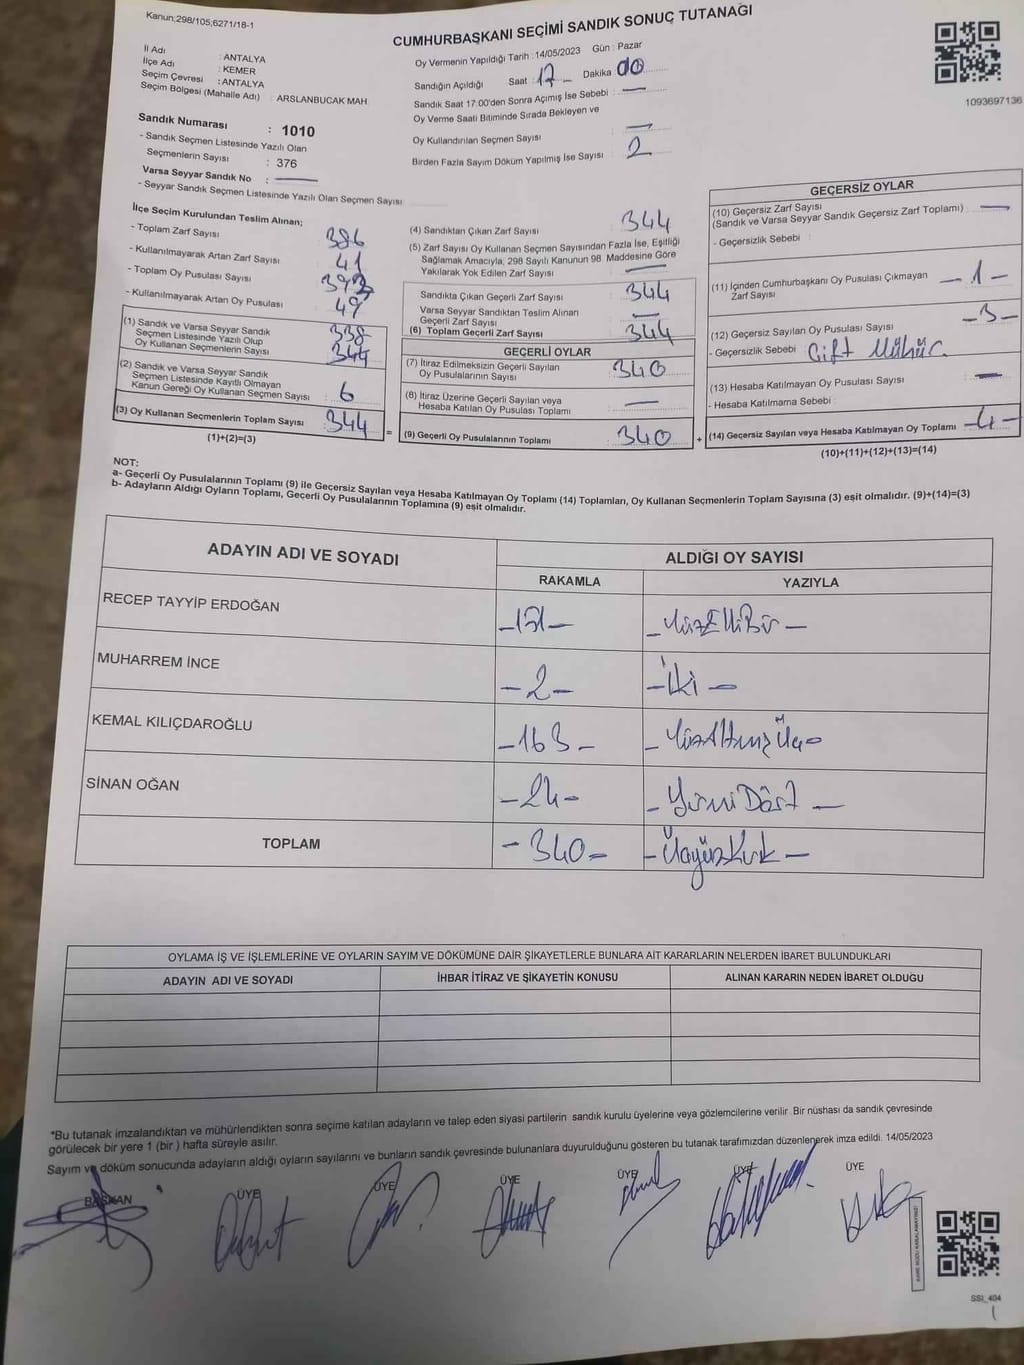 Kanun;298/105,6271/18-1
CUMHURBAŞKANI SEÇİMİ SANDIK SONUÇ TUTANAĞI
1093697136
İl Adı : ANTALYA
İlçe Adı : KEMER
Seçim Çevresi : ANTALYA
Seçim Bölgesi (Mahalle Adı) : ARSLANBUCAK MAH
Sandık Numarası : 1010
- Sandık Seçmen Listesinde Yazılı Olan
Seçmenlerin Sayısı : 376
Varsa Seyyar Sandık No :
- Seyyar Sandık Seçmen Listesinde Yazılı Olan Seçmen Sayısı
Oy Vermenin Yapıldığı Tarih : 14/05/2023 Gün : Pazar
Sandığın Açıldığı Saat : 17 Dakika 00
Sandık Saat 17:00'den Sonra Açımış İse Sebebi :
Oy Verme Saati Bitiminde Sırada Bekleyen ve
Oy Kullandırılan Seçmen Sayısı :
Birden Fazla Sayım Döküm Yapılmış İse Sayısı : 2
İlçe Seçim Kurulundan Teslim Alınan;
- Toplam Zarf Sayısı 386
- Kullanılmayarak Artan Zarf Sayısı 41
- Toplam Oy Pusulası Sayısı
- Kullanılmayarak Artan Oy Pusulası 49
(1) Sandık ve Varsa Seyyar Sandık 338
Seçmen Listesinde Yazılı Olup
Oy Kullanan Seçmenlerin Sayısı 344
(2) Sandık ve Varsa Seyyar Sandık
Seçmen Listesinde Kayıtlı Olmayan
Kanun Gereği Oy Kullanan Seçmen Sayısı : 6
(3) Oy Kullanan Seçmenlerin Toplam Sayısı : 344
(1)+(2)=(3)
=
(4) Sandıktan Çıkan Zarf Sayısı 344
(5) Zarf Sayısı Oy Kullanan Seçmen Sayısından Fazla İse, Eşitliği
Sağlamak Amacıyla, 298 Sayılı Kanunun 98 Maddesine Göre
Yakılarak Yok Edilen Zarf Sayısı
Sandıkta Çıkan Geçerli Zarf Sayısı : 344
Varsa Seyyar Sandıktan Teslim Alınan
Geçerli Zarf Sayısı :
(6) Toplam Geçerli Zarf Sayısı : 344
GEÇERLİ OYLAR
(7) İtiraz Edilmeksizin Geçerli Sayılan
Oy Pusulalarının Sayısı : 340
(8) İtiraz Üzerine Geçerli Sayılan veya
Hesaba Katılan Oy Pusulası Toplamı :
(9) Geçerli Oy Pusulalarının Toplamı : 340
+
GEÇERSİZ OYLAR
(10) Geçersiz Zarf Sayısı
(Sandık ve Varsa Seyyar Sandık Geçersiz Zarf Toplamı) :
- Geçersizlik Sebebi :
(11) İçinden Cumhurbaşkanı Oy Pusulası Çıkmayan
Zarf Sayısı - 1 -
(12) Geçersiz Sayılan Oy Pusulası Sayısı - 3 -
- Geçersizlik Sebebi : Çift Mühür.
(13) Hesaba Katılmayan Oy Pusulası Sayısı :
- Hesaba Katılmama Sebebi :
(14) Geçersiz Sayılan veya Hesaba Katılmayan Oy Toplamı - 4 -
(10)+(11)+(12)+(13)=(14)
NOT:
a- Geçerli Oy Pusulalarının Toplamı (9) ile Geçersiz Sayılan veya Hesaba Katılmayan Oy Toplamı (14) Toplamları, Oy Kullanan Seçmenlerin Toplam Sayısına (3) eşit olmalıdır. (9)+(14)=(3)
b- Adayların Aldığı Oyların Toplamı, Geçerli Oy Pusulalarının Toplamına (9) eşit olmalıdır.
ADAYIN ADI VE SOYADI
ALDIĞI OY SAYISI
RAKAMLA YAZIYLA
RECEP TAYYİP ERDOĞAN - 151 - - YüzElliBir -
MUHARREM İNCE - 2 - - İki -
KEMAL KILIÇDAROĞLU - 163 - - YüzAltmışÜç -
SİNAN OĞAN - 24 - - YirmiDört -
TOPLAM - 340 - - ÜçyüzKırk -
OYLAMA İŞ VE İŞLEMLERİNE VE OYLARIN SAYIM VE DÖKÜMÜNE DAİR ŞİKAYETLERLE BUNLARA AİT KARARLARIN NELERDEN İBARET BULUNDUKLARI
ADAYIN ADI VE SOYADI İHBAR İTİRAZ VE ŞİKAYETİN KONUSU ALINAN KARARIN NEDEN İBARET OLDUĞU
*Bu tutanak imzalandıktan ve mühürlendikten sonra seçime katılan adayların ve talep eden siyasi partilerin sandık kurulu üyelerine veya gözlemcilerine verilir Bir nüshası da sandık çevresinde
görülecek bir yere 1 (bir ) hafta süreyle asılır.
Sayım ve döküm sonucunda adayların aldığı oyların sayılarını ve bunların sandık çevresinde bulunanlara duyurulduğunu gösteren bu tutanak tarafımızdan düzenlenerek imza edildi. 14/05/2023
BAŞKAN ÜYE ÜYE ÜYE ÜYE ÜYE ÜYE
SSI_404
1